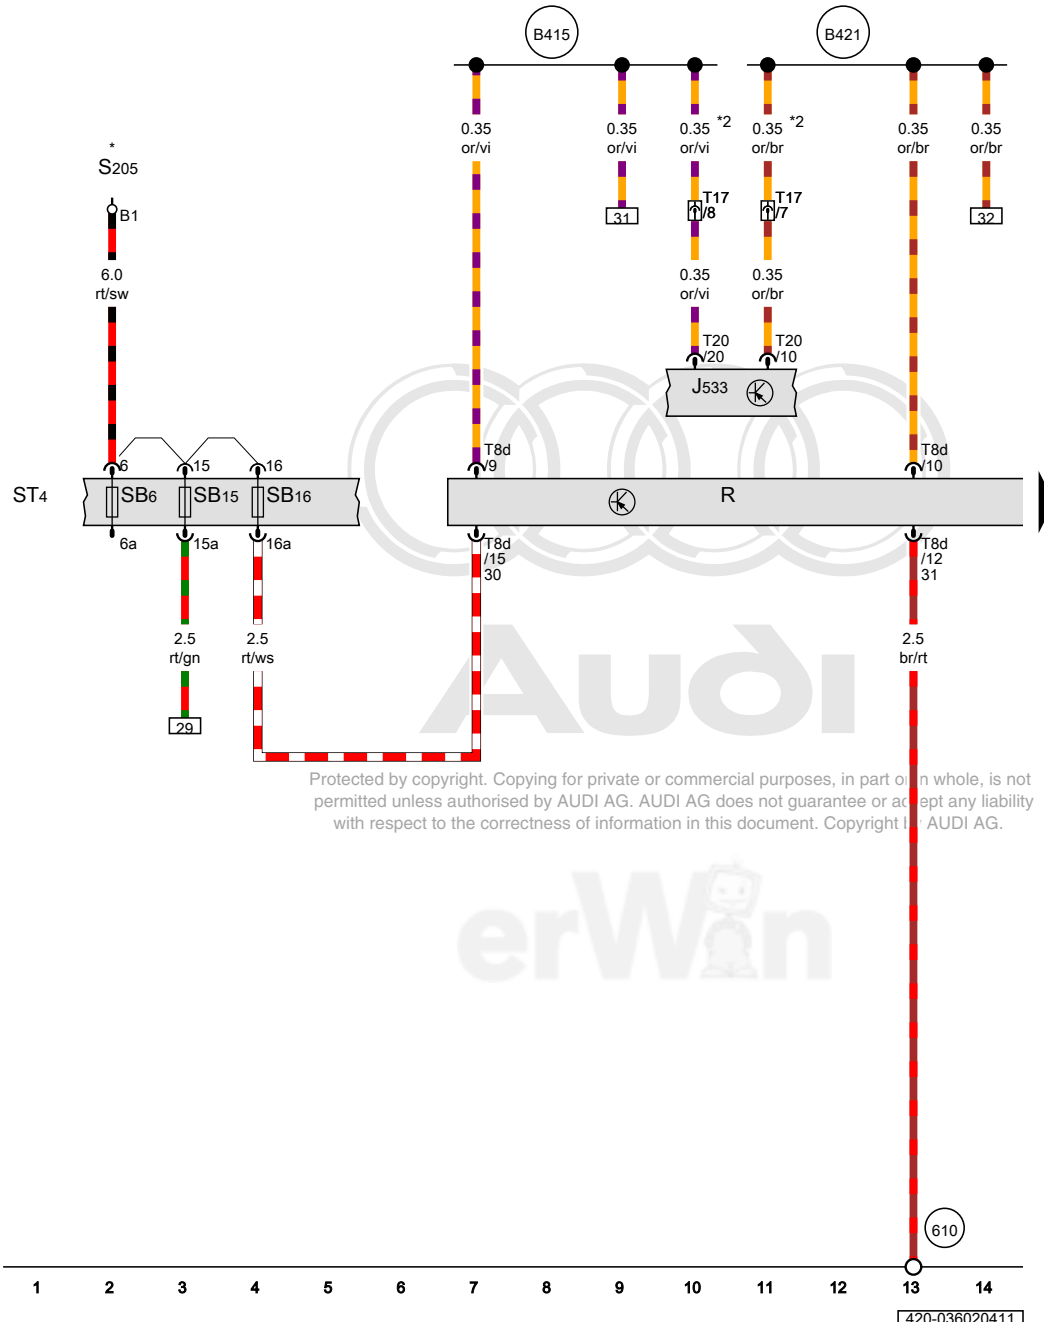 B415
B421
0.35
or/vi
0.35
or/vi
0.35 *2
or/vi
0.35 *2
or/br
0.35
or/br
0.35
or/br
*
S205
B1
T17
/8
T17
/7
31
32
6.0
rt/sw
0.35
or/vi
0.35
or/br
T20
/20
T20
/10
J533
6
15
16
T8d
/9
T8d
/10
ST4
SB6
SB15
SB16
R
6a
15a
16a
T8d
/15
30
T8d
/12
31
2.5
rt/gn
2.5
rt/ws
2.5
br/rt
29
Audi
Protected by copyright. Copying for private or commercial purposes, in part or in whole, is not
permitted unless authorised by AUDI AG. AUDI AG does not guarantee or accept any liability
with respect to the correctness of information in this document. Copyright by AUDI AG.
erWin
610
1 2 3 4 5 6 7 8 9 10 11 12 13 14
420-036020411